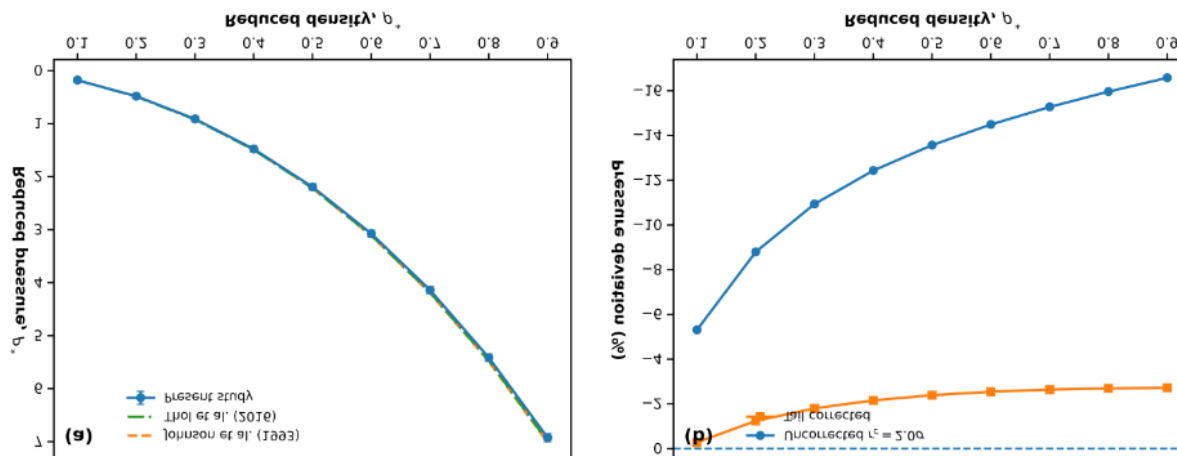 Reduced density, ρ*
0.1 0.2 0.3 0.4 0.5 0.6 0.7 0.8 0.9
0
1
2
3
4
5
6
7
Reduced pressure, p*
Present study
Thol et al. (2016)
Johnson et al. (1993)
(a)
Reduced density, ρ*
0.1 0.2 0.3 0.4 0.5 0.6 0.7 0.8 0.9
−16
−14
−12
−10
−8
−6
−4
−2
0
Pressure deviation (%)
Tail corrected
Uncorrected rc = 2.0σ
(b)